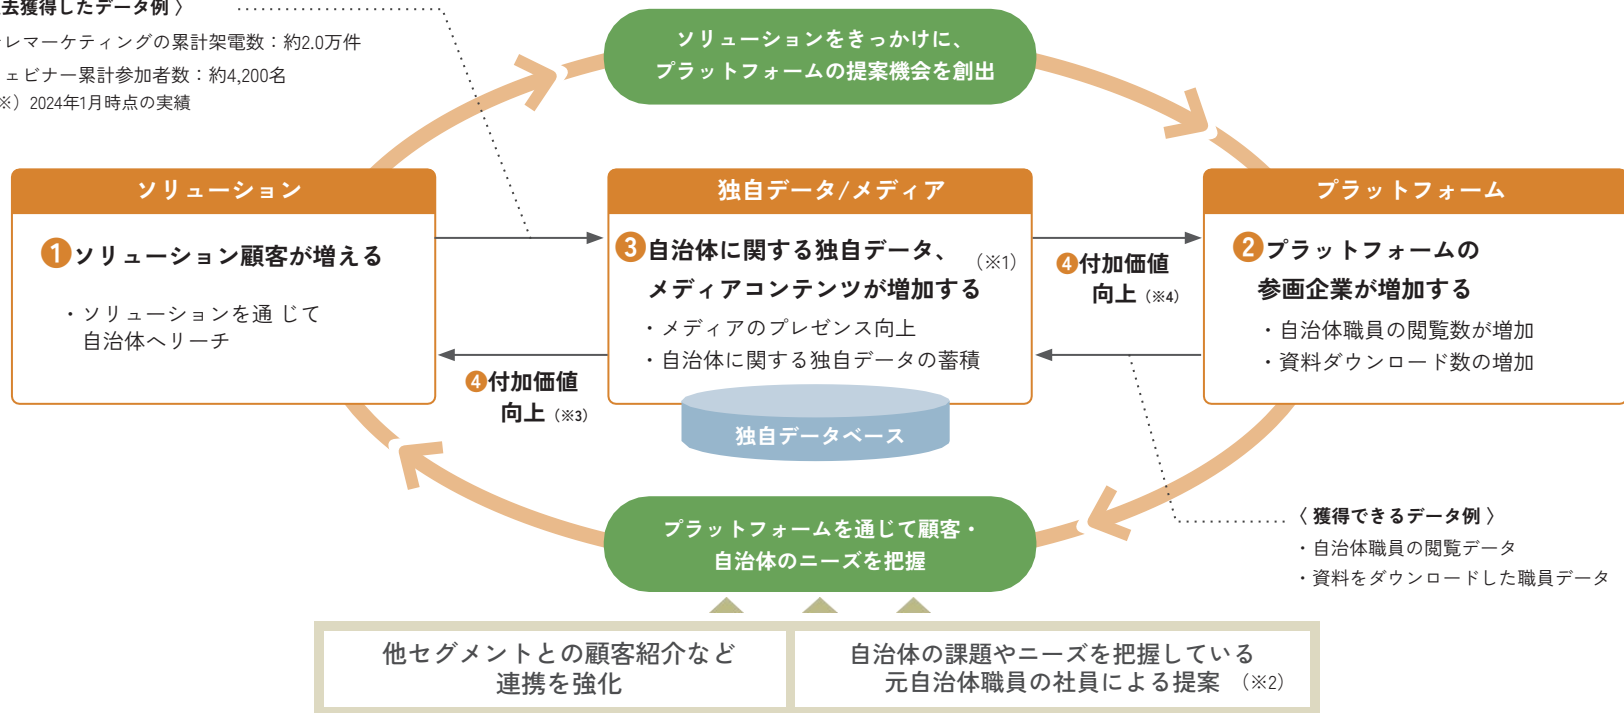 去獲得したデータ例 〉
レマーケティングの累計架電数：約2.0万件
ェビナー累計参加者数：約4,200名
※）2024年1月時点の実績
ソリューションをきっかけに、
プラットフォームの提案機会を創出
ソリューション
❶ソリューション顧客が増える
・ソリューションを通 じて
自治体へリーチ
独自データ/メディア
❸自治体に関する独自データ、（※1）
メディアコンテンツが増加する
・メディアのプレゼンス向上
・自治体に関する独自データの蓄積
独自データベース
プラットフォーム
❷プラットフォームの
参画企業が増加する
・自治体職員の閲覧数が増加
・資料ダウンロード数の増加
❹付加価値
向上（※4）
❹付加価値
向上（※3）
プラットフォームを通じて顧客・
自治体のニーズを把握
〈 獲得できるデータ例 〉
・自治体職員の閲覧データ
・資料をダウンロードした職員データ
他セグメントとの顧客紹介など
連携を強化
自治体の課題やニーズを把握している
元自治体職員の社員による提案 （※2）